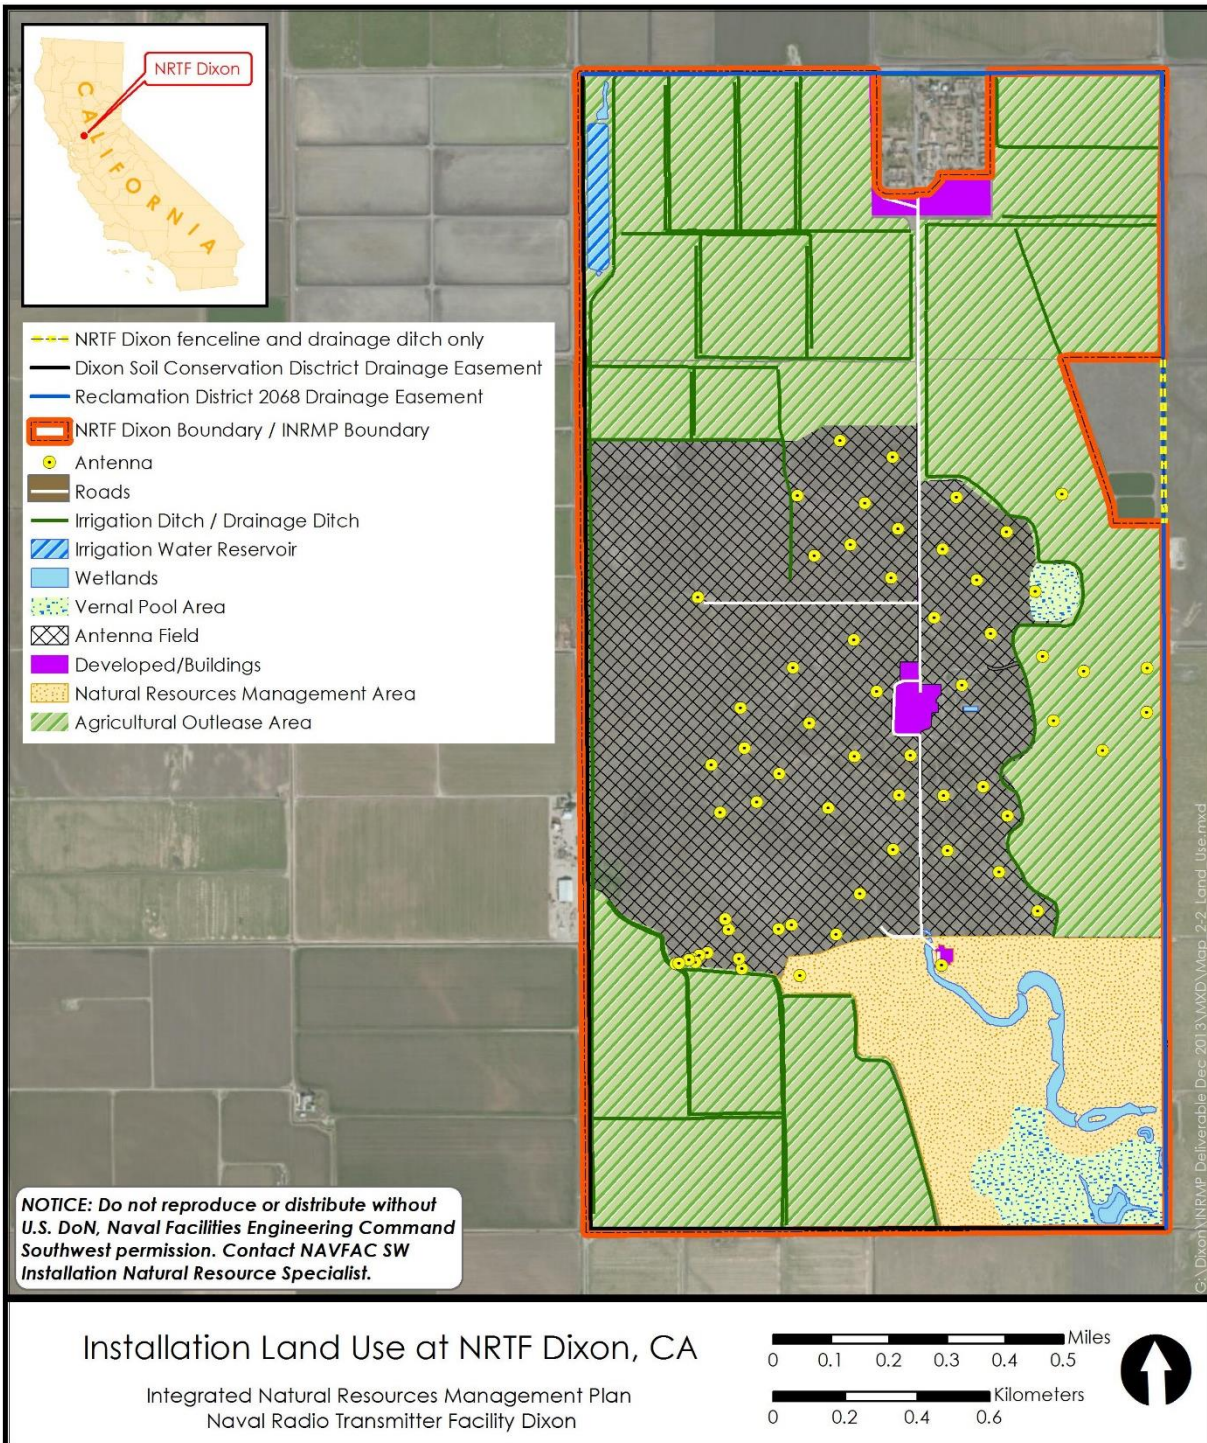 NRTF Dixon
CALIFORNIA
NRTF Dixon fenceline and drainage ditch only
Dixon Soil Conservation Disctrict Drainage Easement
Reclamation District 2068 Drainage Easement
NRTF Dixon Boundary / INRMP Boundary
Antenna
Roads
Irrigation Ditch / Drainage Ditch
Irrigation Water Reservoir
Wetlands
Vernal Pool Area
Antenna Field
Developed/Buildings
Natural Resources Management Area
Agricultural Outlease Area
NOTICE: Do not reproduce or distribute without
U.S. DoN, Naval Facilities Engineering Command
Southwest permission. Contact NAVFAC SW
Installation Natural Resource Specialist.
G:\Dixon\INRMP Deliverable Dec 2013\MXD\Map_2-2_Land_Use.mxd
Installation Land Use at NRTF Dixon, CA
Integrated Natural Resources Management Plan
Naval Radio Transmitter Facility Dixon
Miles
0 0.1 0.2 0.3 0.4 0.5
Kilometers
0 0.2 0.4 0.6